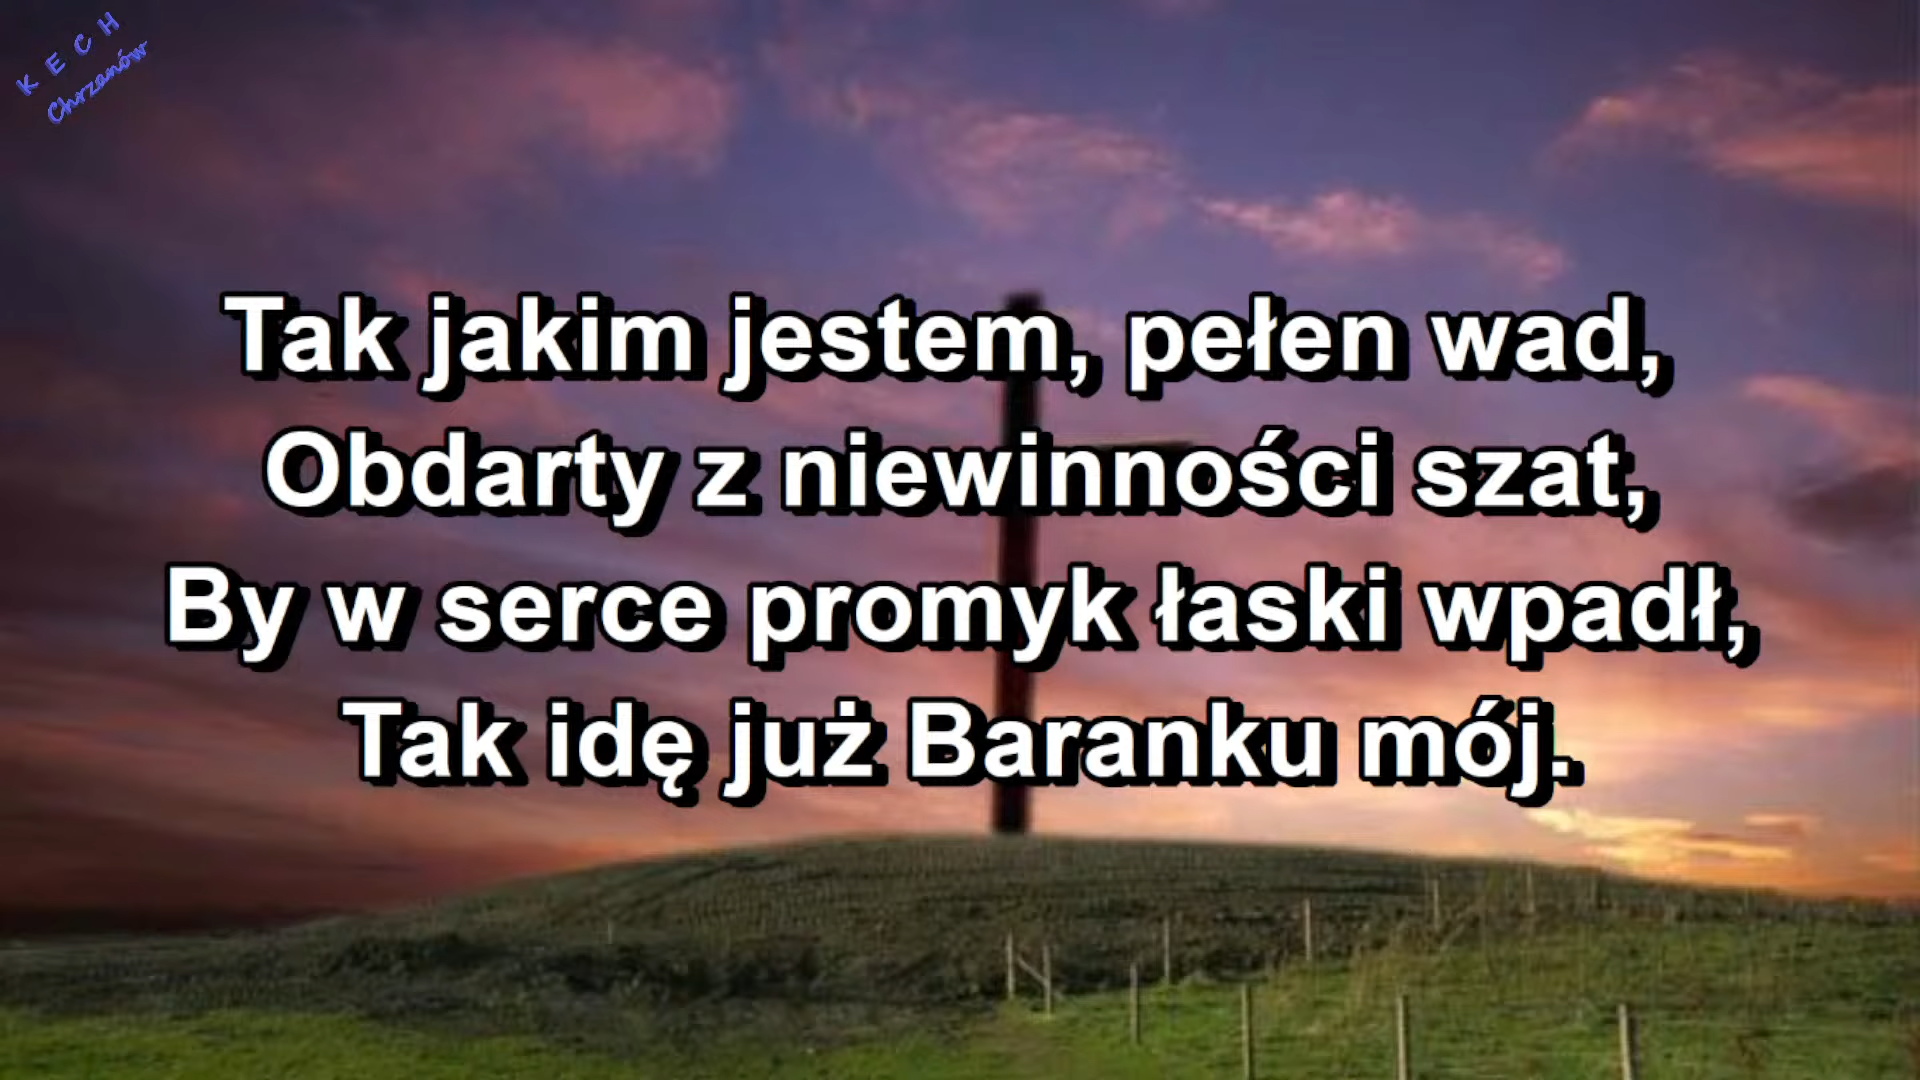 K E C H
Chrzanów
Tak jakim jestem, pełen wad,
Obdarty z niewinności szat,
By w serce promyk łaski wpadł,
Tak idę już Baranku mój.